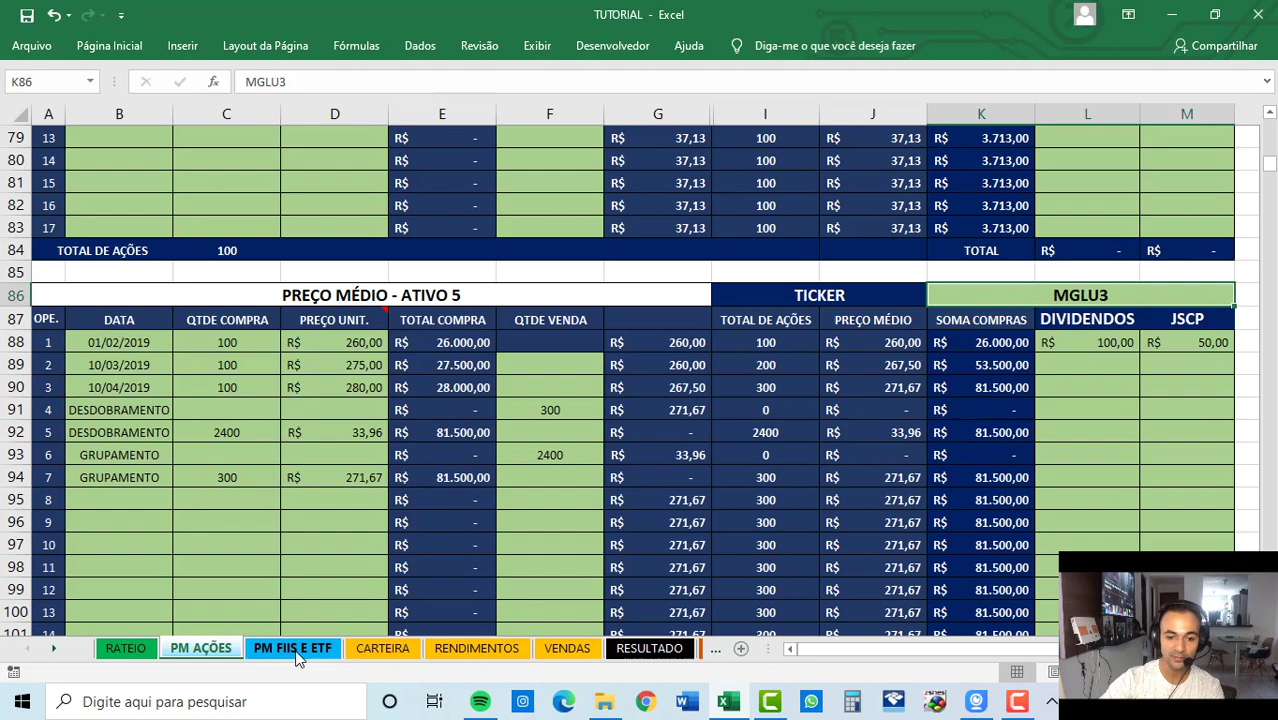 TUTORIAL - Excel
Arquivo Página Inicial Inserir Layout da Página Fórmulas Dados Revisão Exibir Desenvolvedor Ajuda Diga-me o que você deseja fazer Compartilhar
K86 fx MGLU3
A B C D E F G I J K L M
79 13 R$ - R$ 37,13 100 R$ 37,13 R$ 3.713,00
80 14 R$ - R$ 37,13 100 R$ 37,13 R$ 3.713,00
81 15 R$ - R$ 37,13 100 R$ 37,13 R$ 3.713,00
82 16 R$ - R$ 37,13 100 R$ 37,13 R$ 3.713,00
83 17 R$ - R$ 37,13 100 R$ 37,13 R$ 3.713,00
84 TOTAL DE AÇÕES 100 TOTAL R$ - R$ -
85
86 PREÇO MÉDIO - ATIVO 5 TICKER MGLU3
87 OPE. DATA QTDE COMPRA PREÇO UNIT. TOTAL COMPRA QTDE VENDA TOTAL DE AÇÕES PREÇO MÉDIO SOMA COMPRAS DIVIDENDOS JSCP
88 1 01/02/2019 100 R$ 260,00 R$ 26.000,00 R$ 260,00 100 R$ 260,00 R$ 26.000,00 R$ 100,00 R$ 50,00
89 2 10/03/2019 100 R$ 275,00 R$ 27.500,00 R$ 260,00 200 R$ 267,50 R$ 53.500,00
90 3 10/04/2019 100 R$ 280,00 R$ 28.000,00 R$ 267,50 300 R$ 271,67 R$ 81.500,00
91 4 DESDOBRAMENTO R$ - 300 R$ 271,67 0 R$ - R$ -
92 5 DESDOBRAMENTO 2400 R$ 33,96 R$ 81.500,00 R$ - 2400 R$ 33,96 R$ 81.500,00
93 6 GRUPAMENTO R$ - 2400 R$ 33,96 0 R$ - R$ -
94 7 GRUPAMENTO 300 R$ 271,67 R$ 81.500,00 R$ - 300 R$ 271,67 R$ 81.500,00
95 8 R$ - R$ 271,67 300 R$ 271,67 R$ 81.500,00
96 9 R$ - R$ 271,67 300 R$ 271,67 R$ 81.500,00
97 10 R$ - R$ 271,67 300 R$ 271,67 R$ 81.500,00
98 11 R$ - R$ 271,67 300 R$ 271,67 R$ 81.500,00
99 12 R$ - R$ 271,67 300 R$ 271,67 R$ 81.500,00
100 13 R$ - R$ 271,67 300 R$ 271,67 R$ 81.500,00
101 14 R$ - R$ 271,67 300 R$ 271,67 R$ 81.500,00
RATEIO PM AÇÕES PM FIIS E ETF CARTEIRA RENDIMENTOS VENDAS RESULTADO ...
Digite aqui para pesquisar